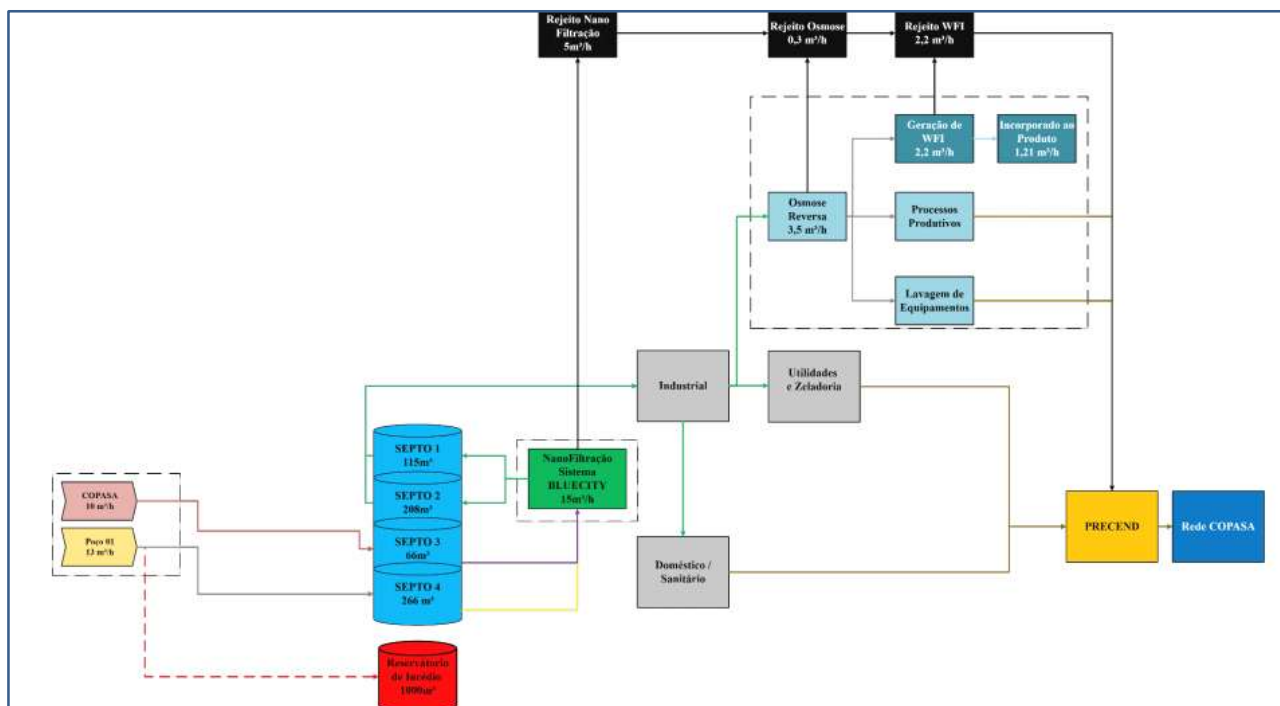 Rejeito Nano
Filtração
5m³/h
Rejeito Osmose
0,3 m³/h
Rejeito WFI
2,2 m³/h
Geração de
WFI
2,2 m³/h
Incorporado ao
Produto
1,21 m³/h
Osmose
Reversa
3,5 m³/h
Processos
Produtivos
Lavagem de
Equipamentos
Industrial
Utilidades
e Zeladoria
SEPTO 1
115m³
NanoFiltração
Sistema
BLUECITY
15m³/h
SEPTO 2
208m³
COPASA
10 m³/h
Poço 01
13 m³/h
SEPTO 3
66m³
SEPTO 4
266 m³
Doméstico /
Sanitário
PRECEND
Rede COPASA
Reservatório
de Incêdio
1000m³